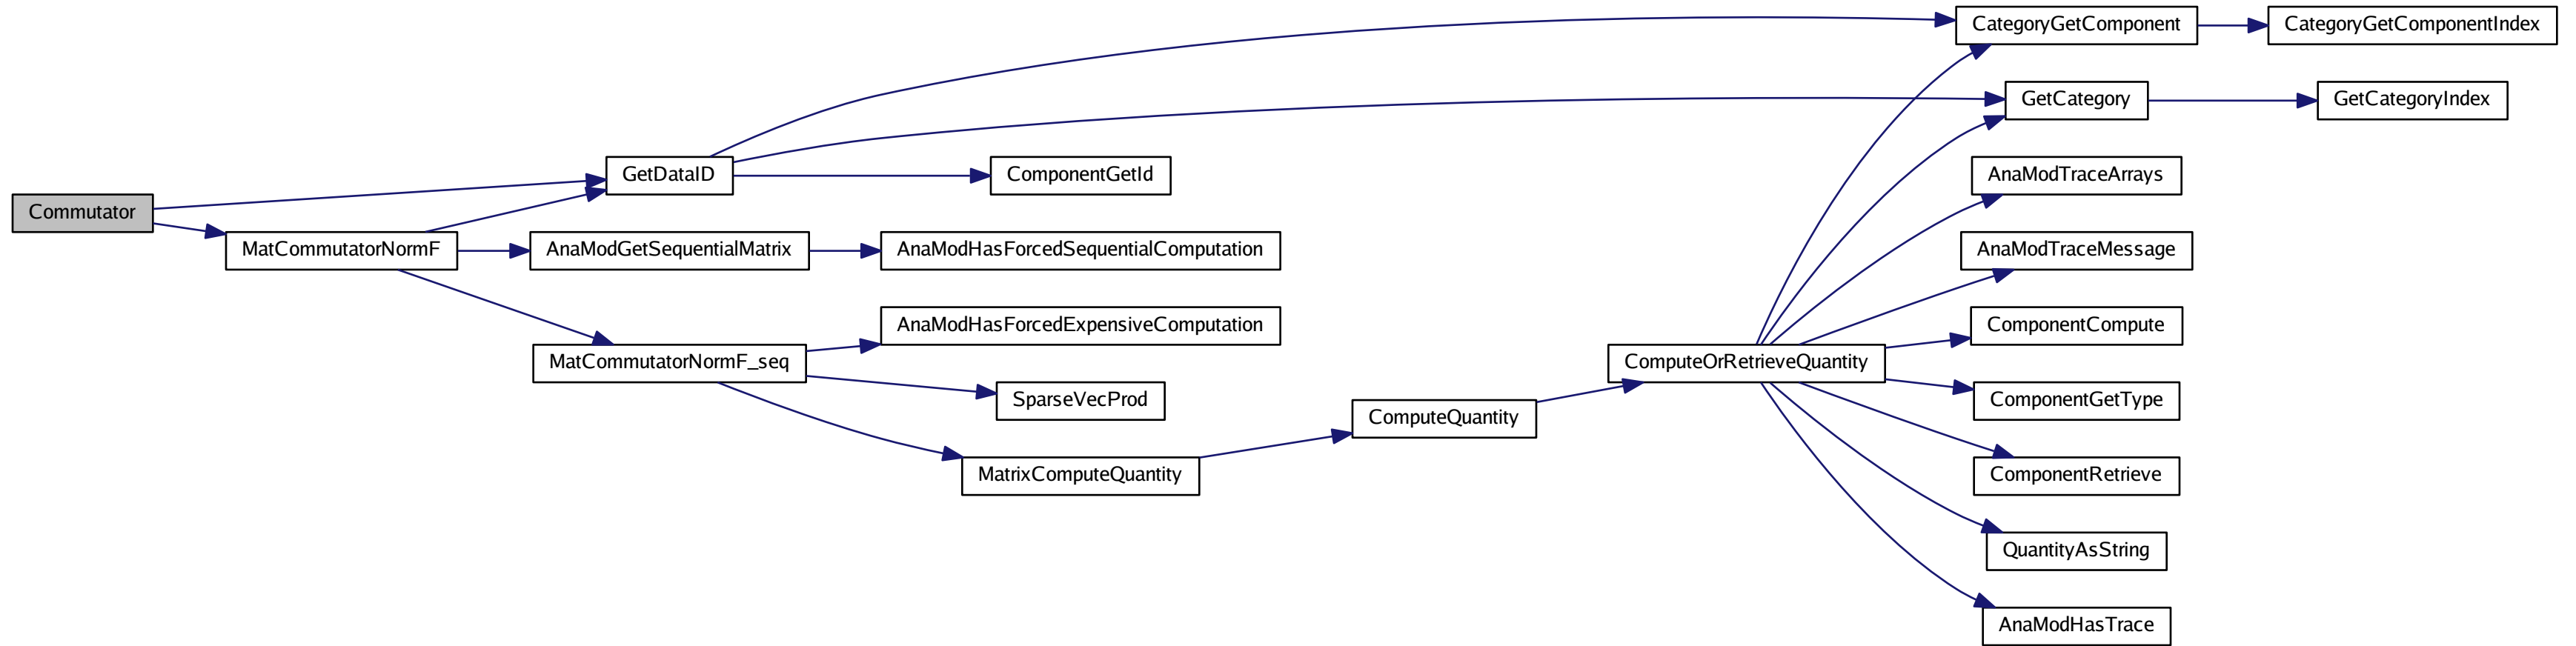 CategoryGetComponent
CategoryGetComponentIndex
GetCategory
GetCategoryIndex
GetDataID
ComponentGetId
AnaModTraceArrays
Commutator
MatCommutatorNormF
AnaModGetSequentialMatrix
AnaModHasForcedSequentialComputation
AnaModTraceMessage
AnaModHasForcedExpensiveComputation
ComponentCompute
MatCommutatorNormF_seq
ComputeOrRetrieveQuantity
SparseVecProd
ComponentGetType
ComputeQuantity
MatrixComputeQuantity
ComponentRetrieve
QuantityAsString
AnaModHasTrace